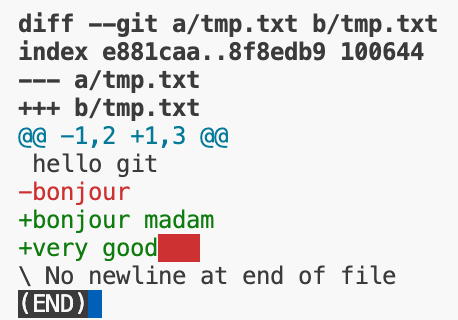 diff --git a/tmp.txt b/tmp.txt
index e881caa..8f8edb9 100644
--- a/tmp.txt
+++ b/tmp.txt
@@ -1,2 +1,3 @@
 hello git
-bonjour
+bonjour madam
+very good
\ No newline at end of file
(END)